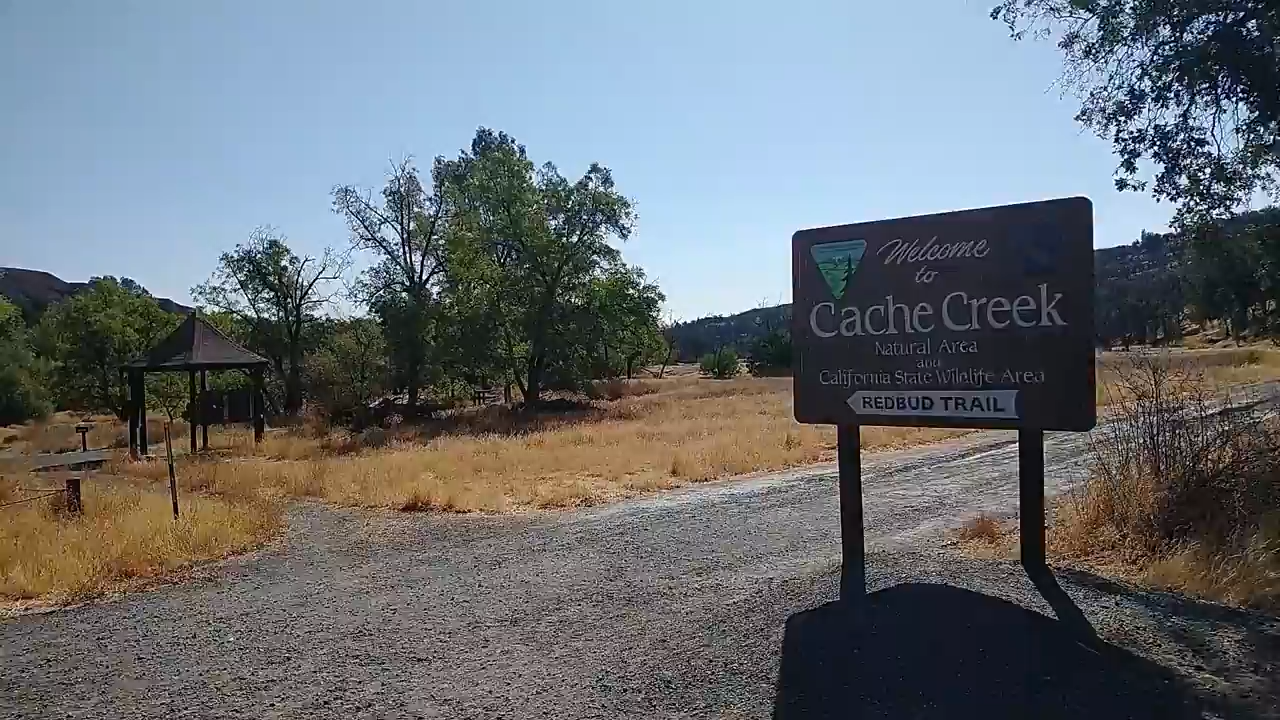 Welcome
to
Cache Creek
Natural Area
and
California State Wildlife Area
REDBUD TRAIL